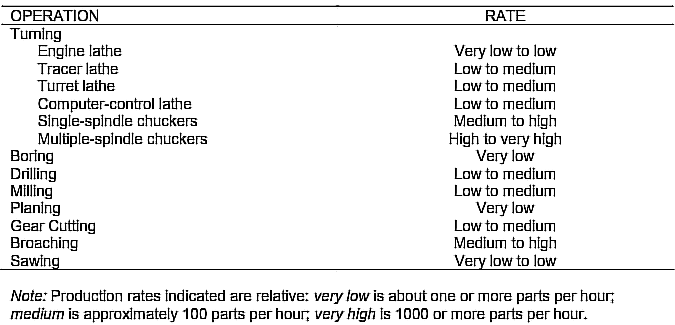 OPERATION RATE
Turning
Engine lathe Very low to low
Tracer lathe Low to medium
Turret lathe Low to medium
Computer-control lathe Low to medium
Single-spindle chuckers Medium to high
Multiple-spindle chuckers High to very high
Boring Very low
Drilling Low to medium
Milling Low to medium
Planing Very low
Gear Cutting Low to medium
Broaching Medium to high
Sawing Very low to low
Note: Production rates indicated are relative: very low is about one or more parts per hour;
medium is approximately 100 parts per hour; very high is 1000 or more parts per hour.